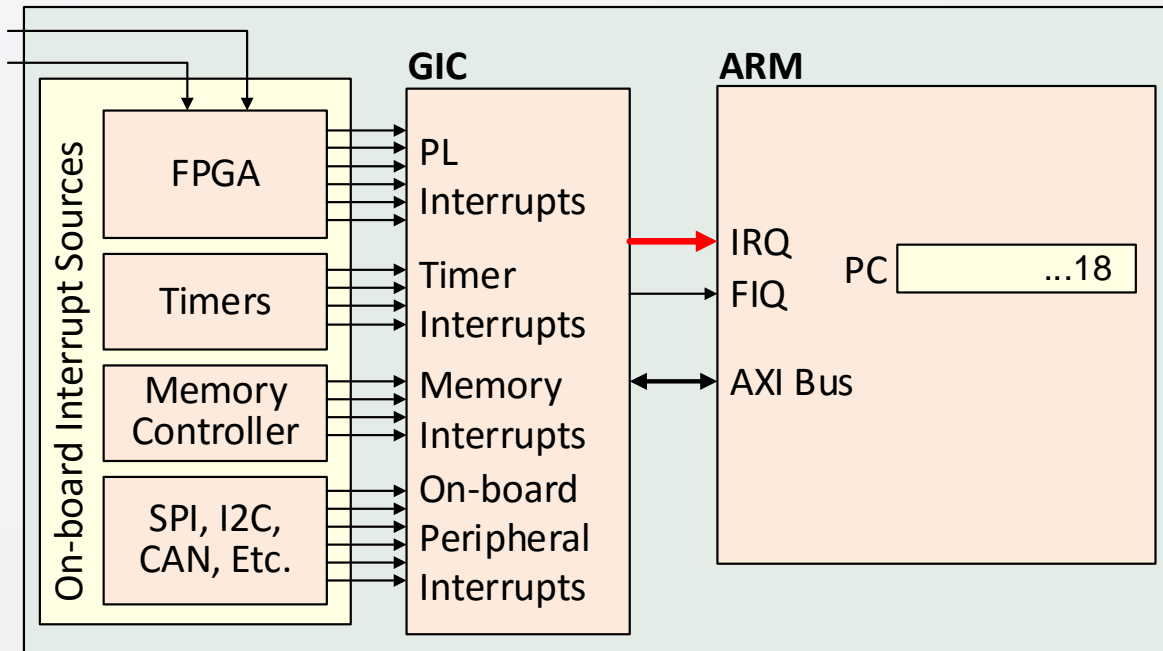 On-board Interrupt Sources
FPGA
Timers
Memory
Controller
SPI, I2C,
CAN, Etc.
GIC
PL
Interrupts
Timer
Interrupts
Memory
Interrupts
On-board
Peripheral
Interrupts
ARM
IRQ
FIQ
AXI Bus
PC
...18